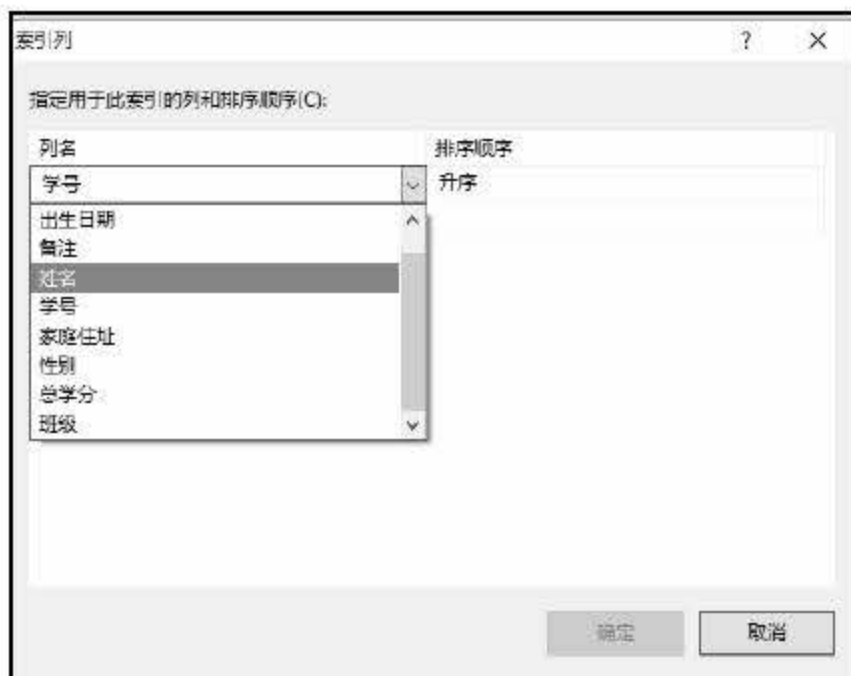 索引列 ?
指定用于此索引的列和排序顺序(C):
列名 排序顺序
学号 升序
出生日期
备注
姓名
学号
家庭住址
性别
总学分
班级
确定 取消